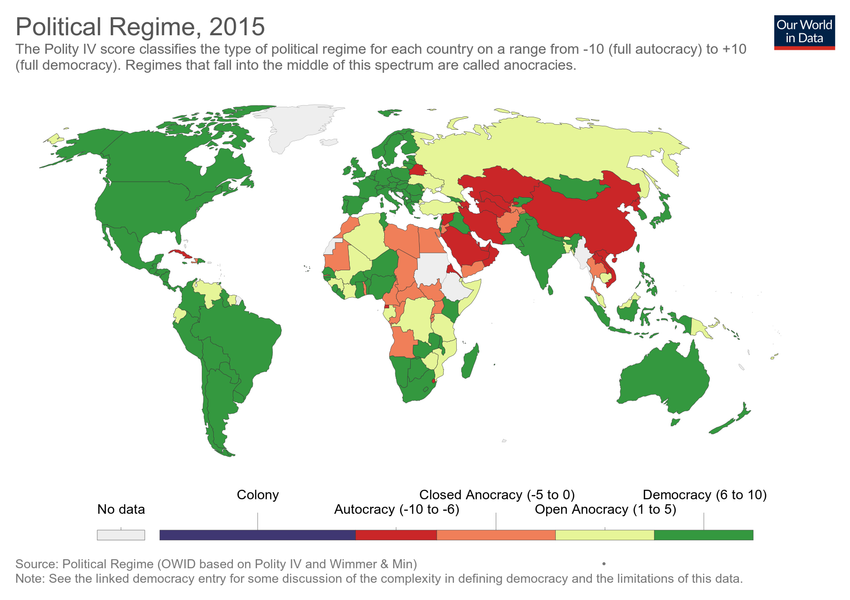 Political Regime, 2015
Our World
in Data
The Polity IV score classifies the type of political regime for each country on a range from -10 (full autocracy) to +10
(full democracy). Regimes that fall into the middle of this spectrum are called anocracies.
No data
Colony
Autocracy (-10 to -6)
Closed Anocracy (-5 to 0)
Open Anocracy (1 to 5)
Democracy (6 to 10)
Source: Political Regime (OWID based on Polity IV and Wimmer & Min)
•
Note: See the linked democracy entry for some discussion of the complexity in defining democracy and the limitations of this data.